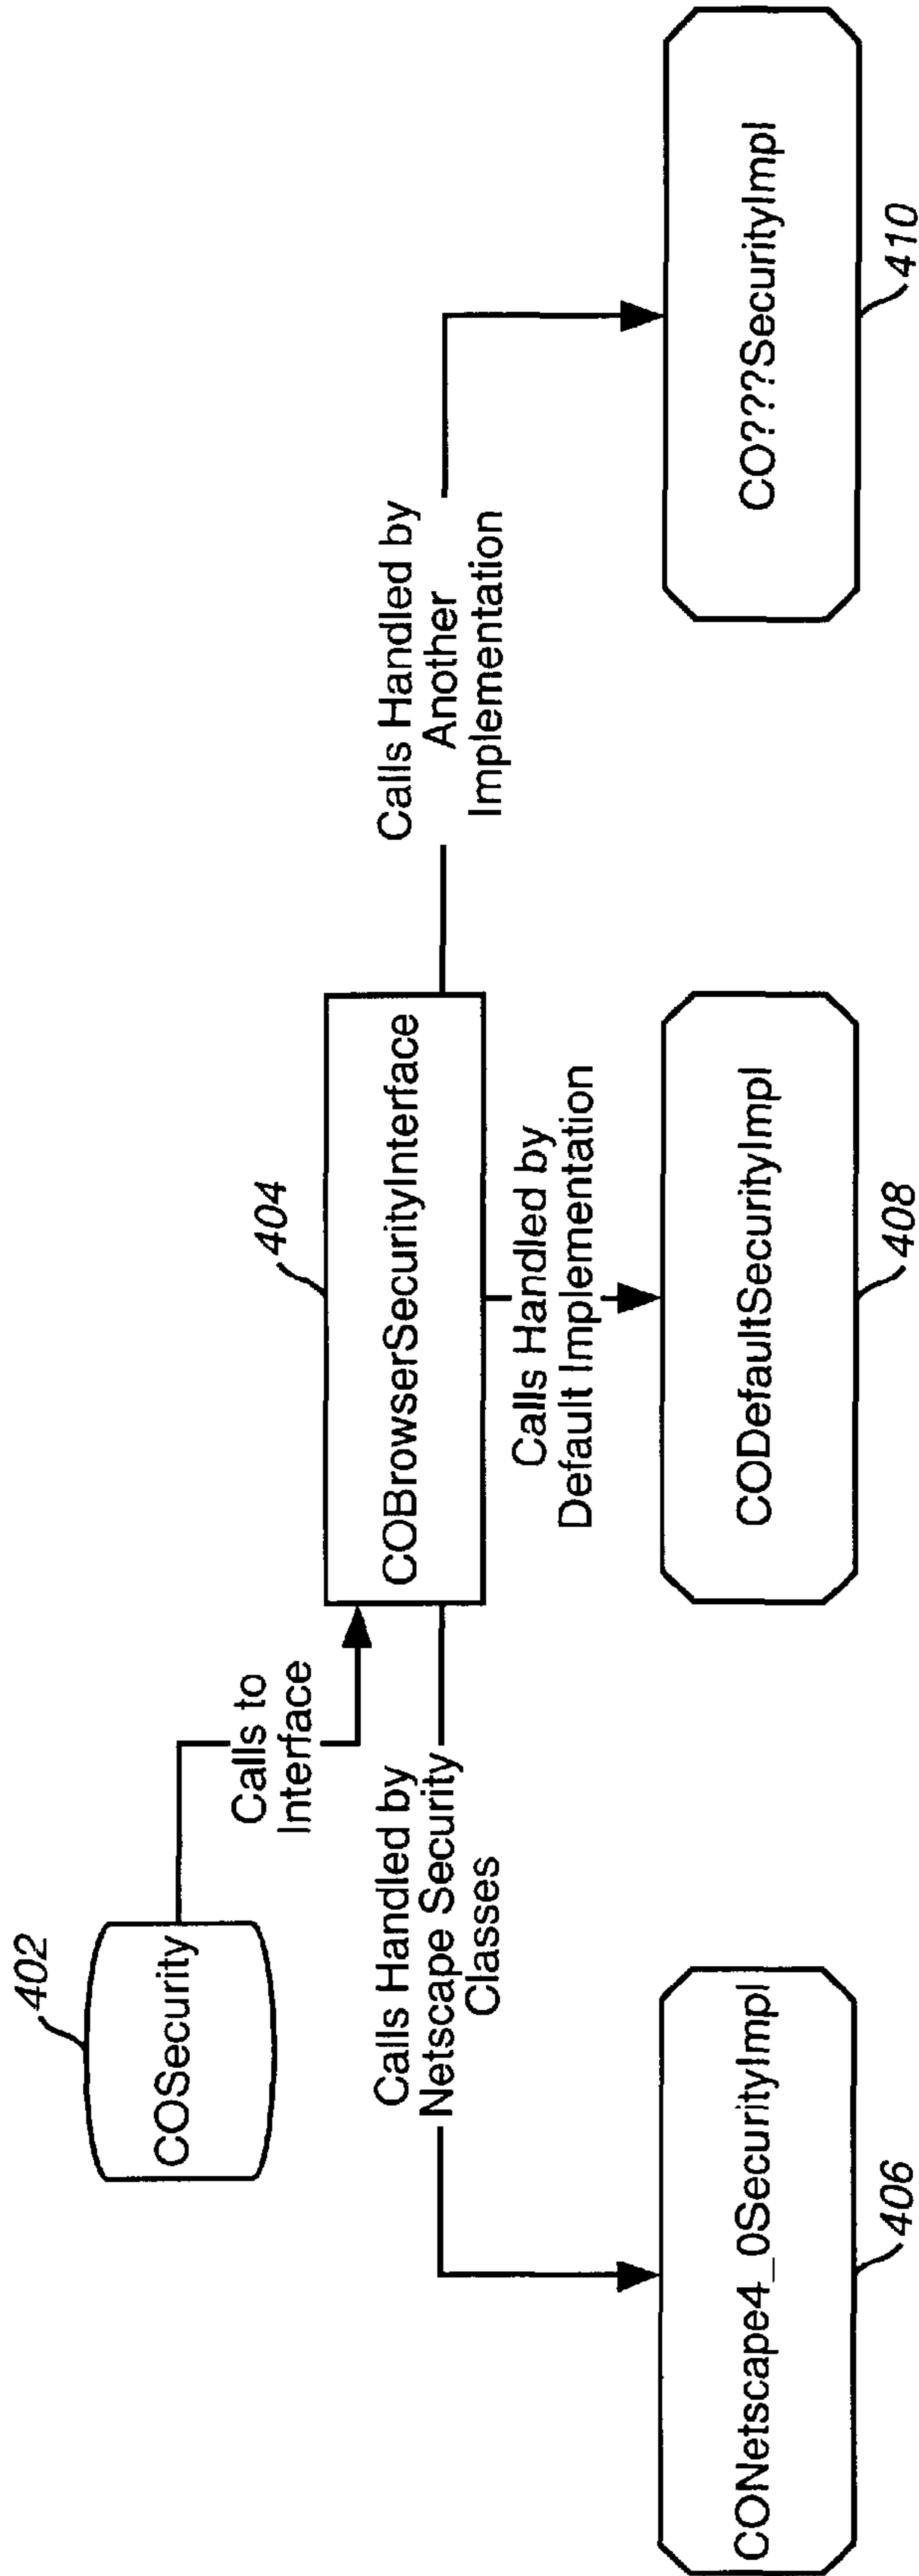 402
COSecurity
Calls to
Interface
404
COBrowserSecurityInterface
Calls Handled by
Netscape Security
Classes
Calls Handled by
Default Implementation
Calls Handled by
Another
Implementation
CONetscape4_0SecurityImpl
406
CODefaultSecurityImpl
408
CO???SecurityImpl
410